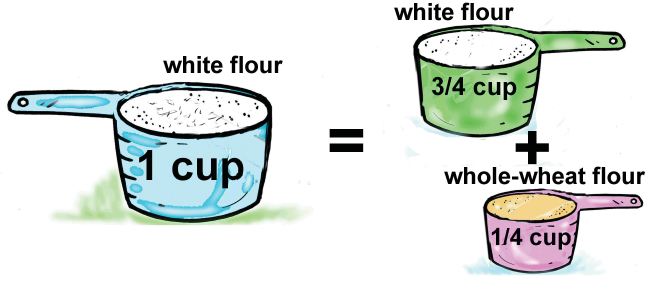 white flour
1 cup
=
white flour
3/4 cup
+
whole-wheat flour
1/4 cup